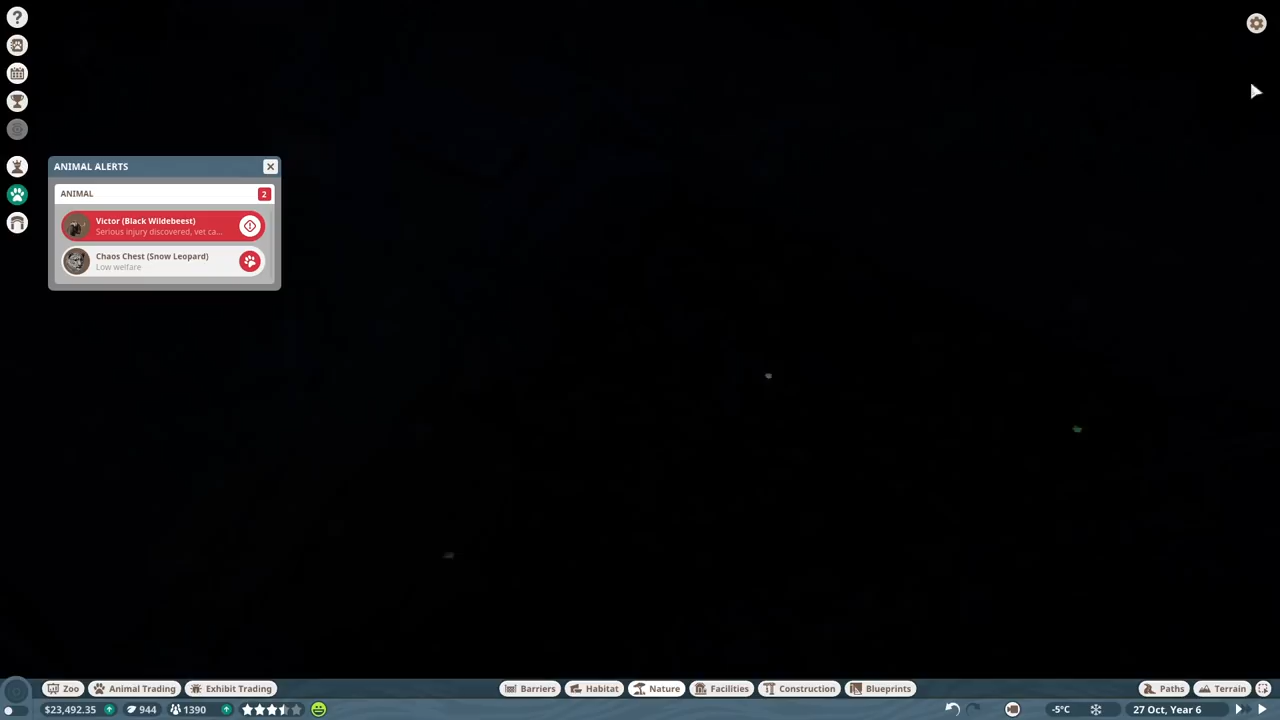 ANIMAL ALERTS
ANIMAL
2
Victor (Black Wildebeest)
Serious injury discovered, vet ca...
Chaos Chest (Snow Leopard)
Low welfare
Zoo
Animal Trading
Exhibit Trading
Barriers
Habitat
Nature
Facilities
Construction
Blueprints
Paths
Terrain
$23,492.35
944
1390
-5°C
27 Oct, Year 6